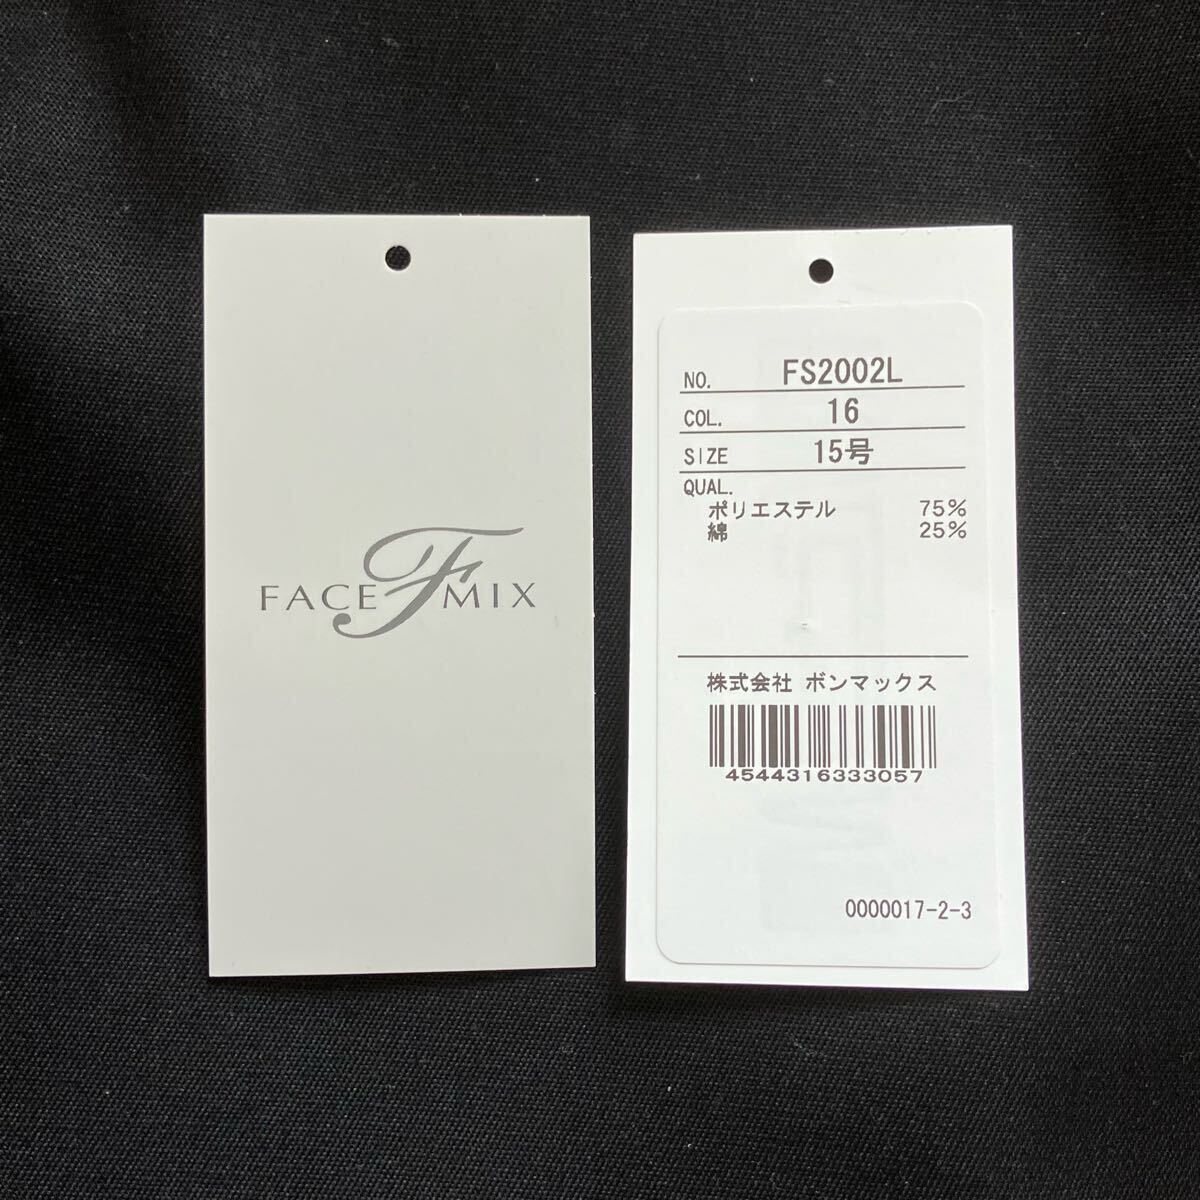 FACE F MIX
NO. FS2002L
COL. 16
SIZE 15号
QUAL.
ポリエステル 75%
綿 25%
株式会社 ボンマックス
4544316333057
0000017-2-3